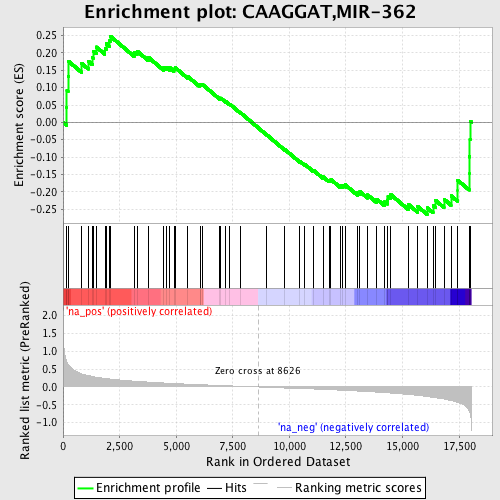 Enrichment plot: CAAGGAT,MIR-362
Enrichment score (ES)
0.25
0.20
0.15
0.10
0.05
0.00
-0.05
-0.10
-0.15
-0.20
-0.25
'na_pos' (positively correlated)
Ranked list metric (PreRanked)
2.0
1.5
1.0
0.5
0.0
-0.5
-1.0
Zero cross at 8626
'na_neg' (negatively correlated)
0 2,500 5,000 7,500 10,000 12,500 15,000 17,500
Rank in Ordered Dataset
Enrichment profile Hits Ranking metric scores